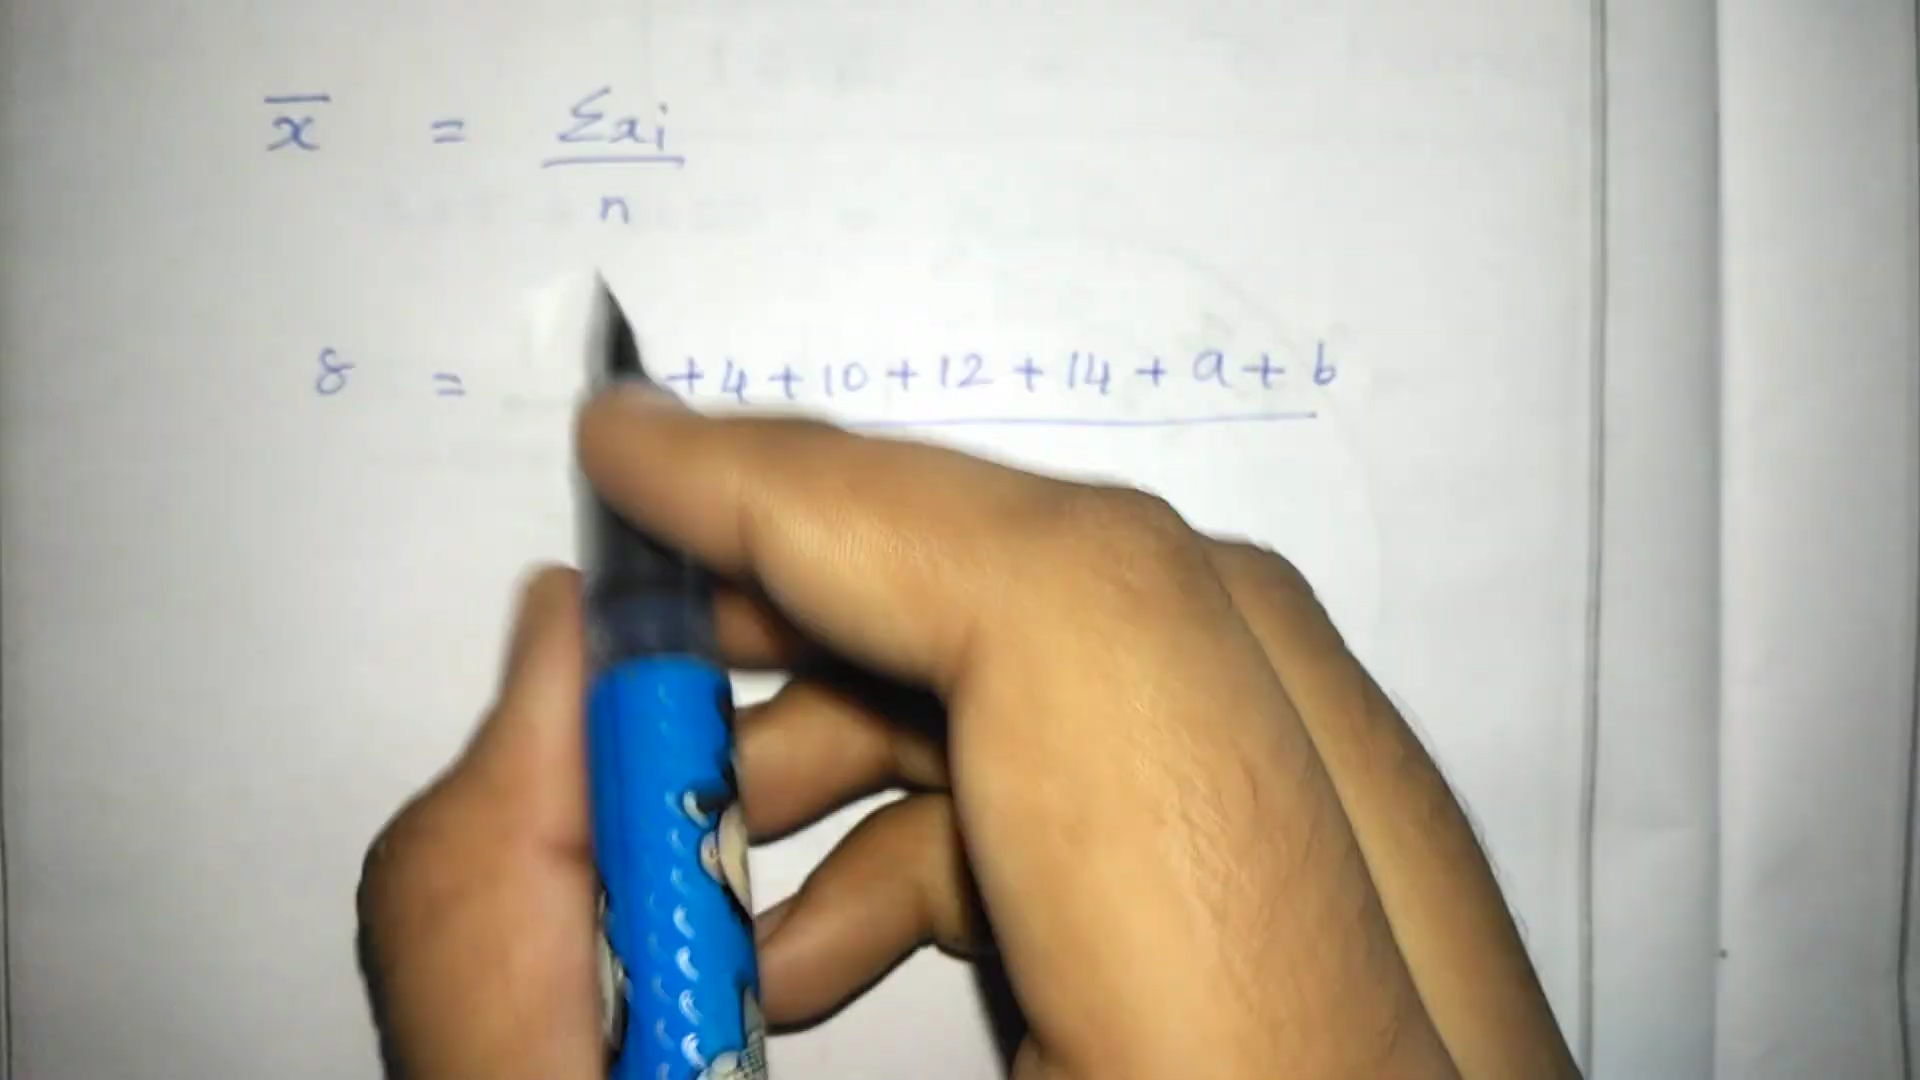 x̄ = Σxi
n
8 = + 4 + 10 + 12 + 14 + a + b